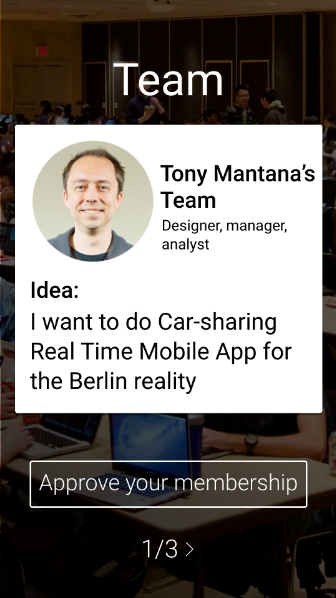 Team
Tony Mantana’s
Team
Designer, manager,
analyst
Idea:
I want to do Car-sharing
Real Time Mobile App for
the Berlin reality
Approve your membership
1/3 >